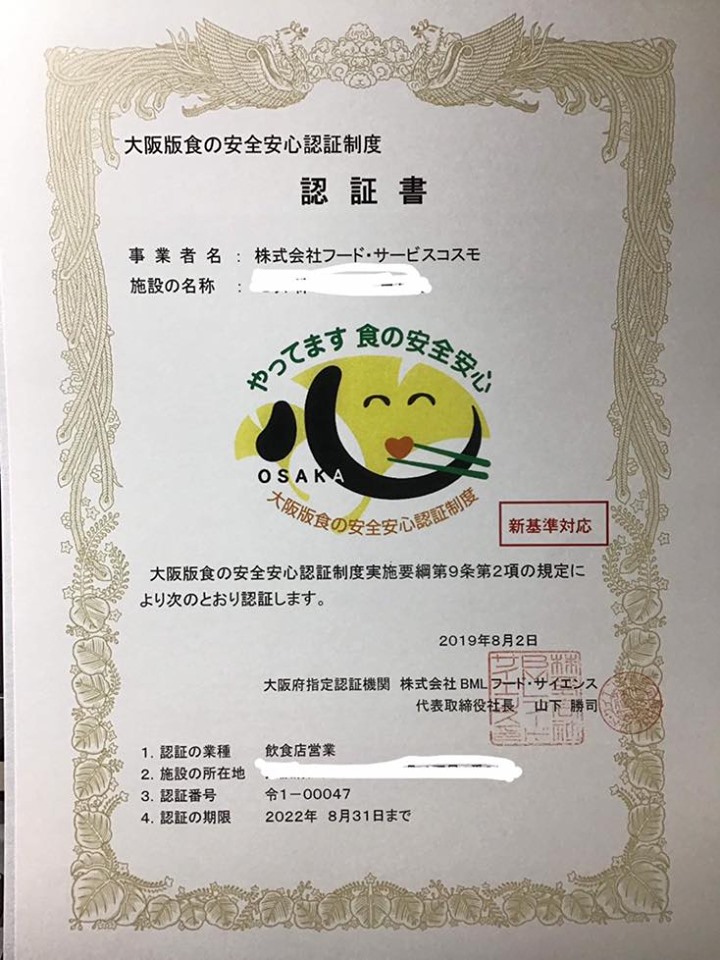 大阪版食の安全安心認証制度
認証書
事業者名 : 株式会社フード・サービスコスモ
施設の名称 :
やってます 食の安全安心
OSAKA
大阪版食の安全安心認証制度
新基準対応
大阪版食の安全安心認証制度実施要綱第9条第2項の規定に
より次のとおり認証します。
2019年8月2日
大阪府指定認証機関 株式会社BMLフード・サイエンス
代表取締役社長 山下 勝司
1. 認証の業種 飲食店営業
2. 施設の所在地
3. 認証番号 令1-00047
4. 認証の期限 2022年 8月31日まで